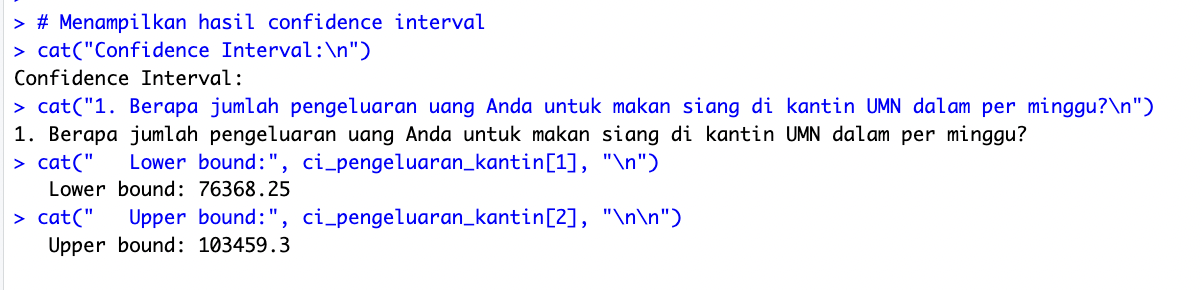 > # Menampilkan hasil confidence interval
> cat("Confidence Interval:\n")
Confidence Interval:
> cat("1. Berapa jumlah pengeluaran uang Anda untuk makan siang di kantin UMN dalam per minggu?\n")
1. Berapa jumlah pengeluaran uang Anda untuk makan siang di kantin UMN dalam per minggu?
> cat("   Lower bound:", ci_pengeluaran_kantin[1], "\n")
   Lower bound: 76368.25
> cat("   Upper bound:", ci_pengeluaran_kantin[2], "\n\n")
   Upper bound: 103459.3